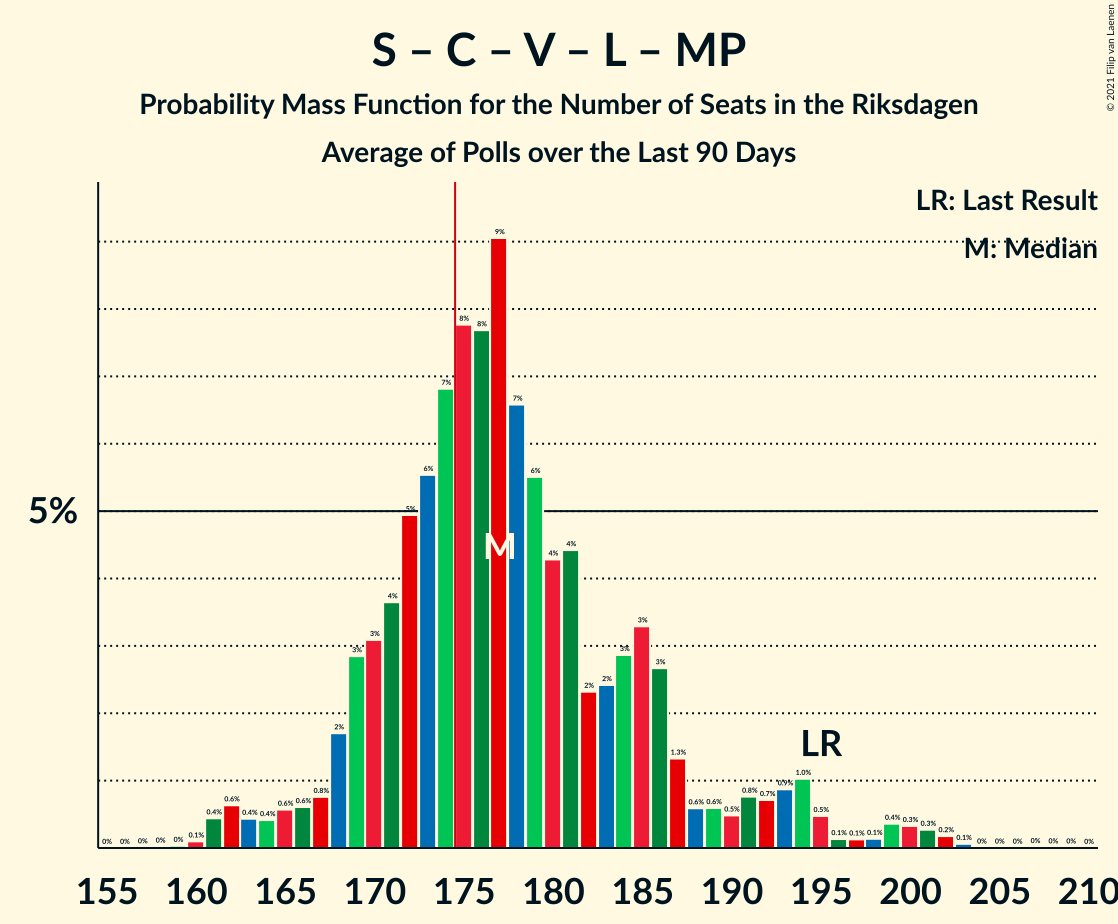 S – C – V – L – MP
Probability Mass Function for the Number of Seats in the Riksdagen
Average of Polls over the Last 90 Days
© 2021 Filip van Laenen
LR: Last Result
M: Median
5%
0% 0% 0% 0% 0% 0.1% 0.4% 0.6% 0.4% 0.4% 0.6% 0.6% 0.8% 2% 3% 3% 4% 5% 6% 7% 8% 8% 9% 7% 6% 4% 4% 2% 2% 3% 3% 3% 1.3% 0.6% 0.6% 0.5% 0.8% 0.7% 0.9% 1.0% 0.5% 0.1% 0.1% 0.1% 0.4% 0.3% 0.3% 0.2% 0.1% 0% 0% 0% 0% 0% 0% 0%
M
LR
155 160 165 170 175 180 185 190 195 200 205 210